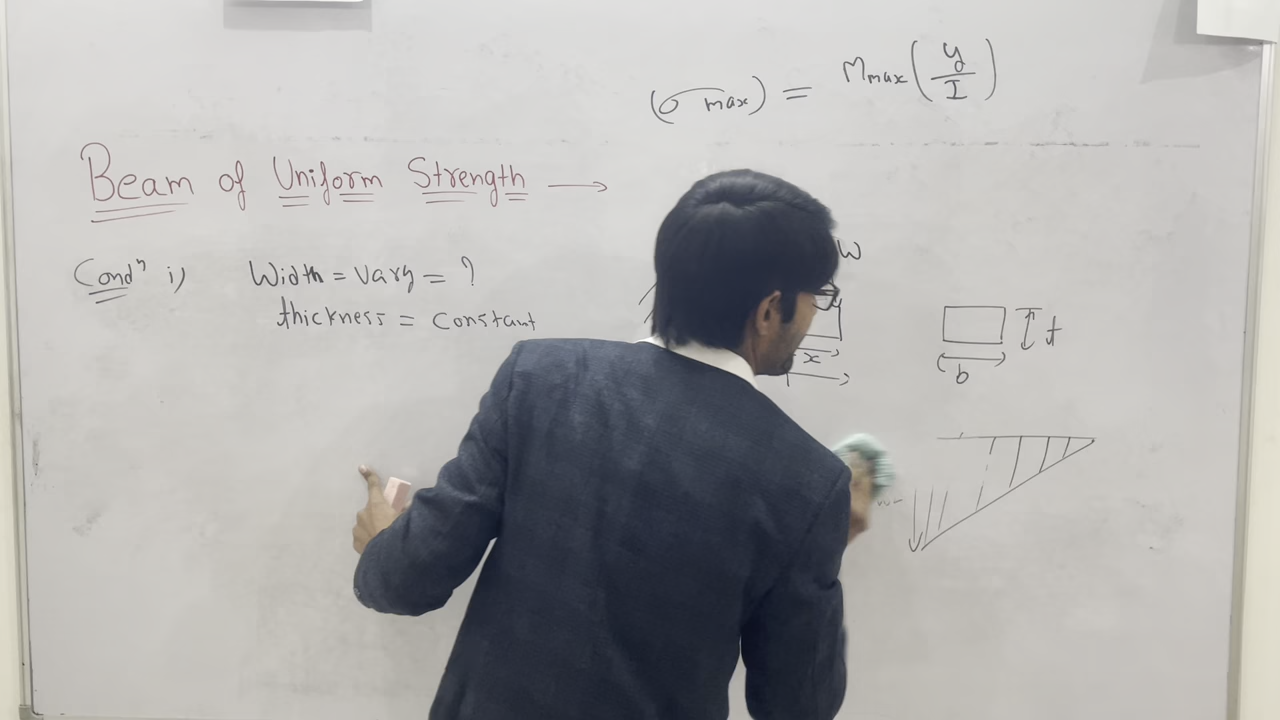 (σ max) = Mmax (y/I)
Beam of Uniform Strength →
Condⁿ i) Width = Vary = ?
thickness = Constant
W
x
t
b